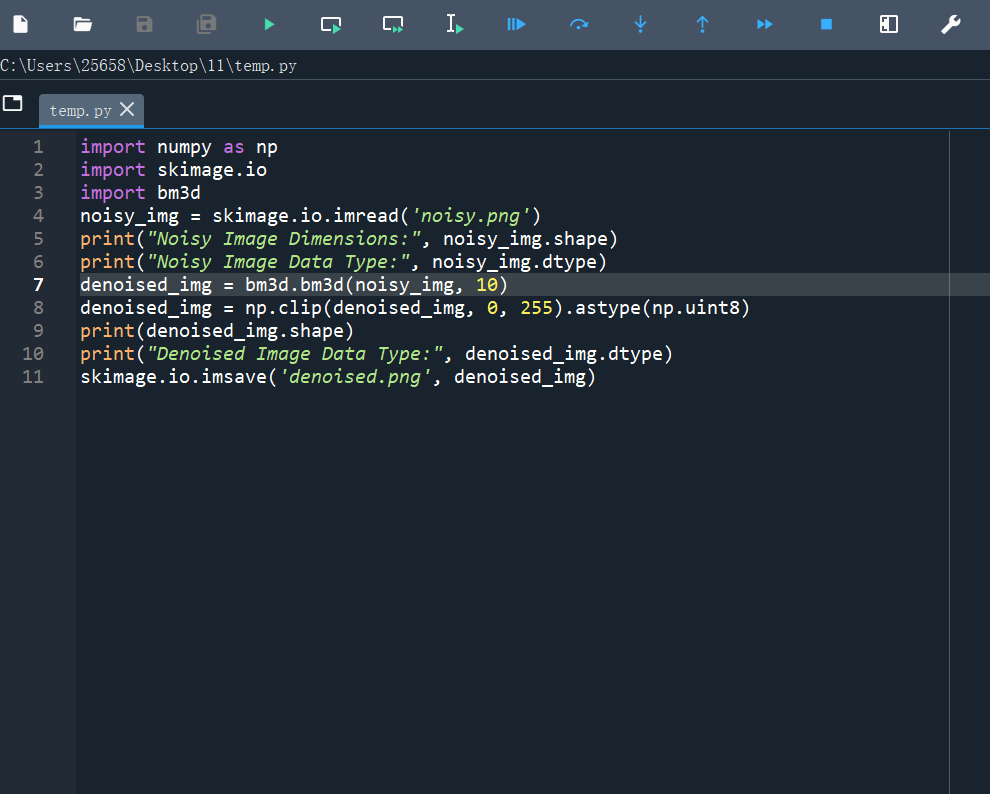 C:\Users\25658\Desktop\11\temp.py
temp.py
1 import numpy as np
2 import skimage.io
3 import bm3d
4 noisy_img = skimage.io.imread('noisy.png')
5 print("Noisy Image Dimensions:", noisy_img.shape)
6 print("Noisy Image Data Type:", noisy_img.dtype)
7 denoised_img = bm3d.bm3d(noisy_img, 10)
8 denoised_img = np.clip(denoised_img, 0, 255).astype(np.uint8)
9 print(denoised_img.shape)
10 print("Denoised Image Data Type:", denoised_img.dtype)
11 skimage.io.imsave('denoised.png', denoised_img)